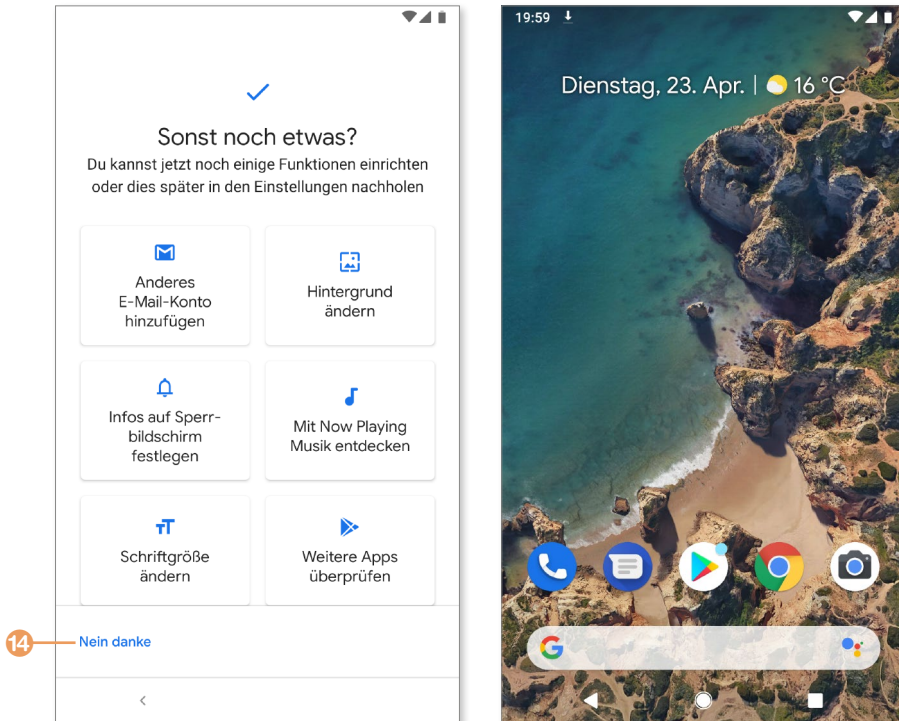 Sonst noch etwas?
Du kannst jetzt noch einige Funktionen einrichten
oder dies später in den Einstellungen nachholen
Anderes
E-Mail-Konto
hinzufügen
Hintergrund
ändern
Infos auf Sperr-
bildschirm
festlegen
Mit Now Playing
Musik entdecken
Schriftgröße
ändern
Weitere Apps
überprüfen
14
Nein danke
19:59
Dienstag, 23. Apr. | 16 °C